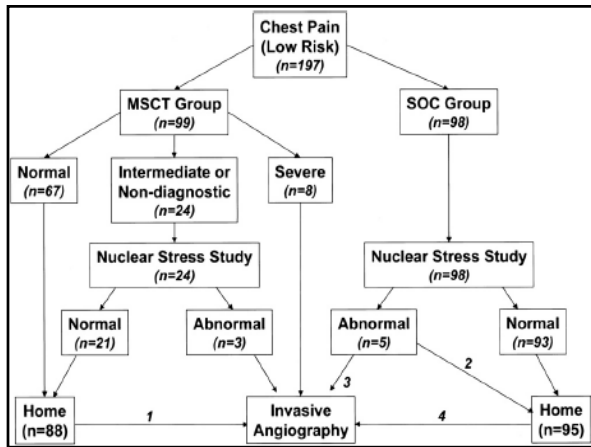 Chest Pain
(Low Risk)
(n=197)
MSCT Group
(n=99)
SOC Group
(n=98)
Normal
(n=67)
Intermediate or
Non-diagnostic
(n=24)
Severe
(n=8)
Nuclear Stress Study
(n=24)
Nuclear Stress Study
(n=98)
Normal
(n=21)
Abnormal
(n=3)
Abnormal
(n=5)
Normal
(n=93)
2
3
Home
(n=88)
1
Invasive
Angiography
4
Home
(n=95)